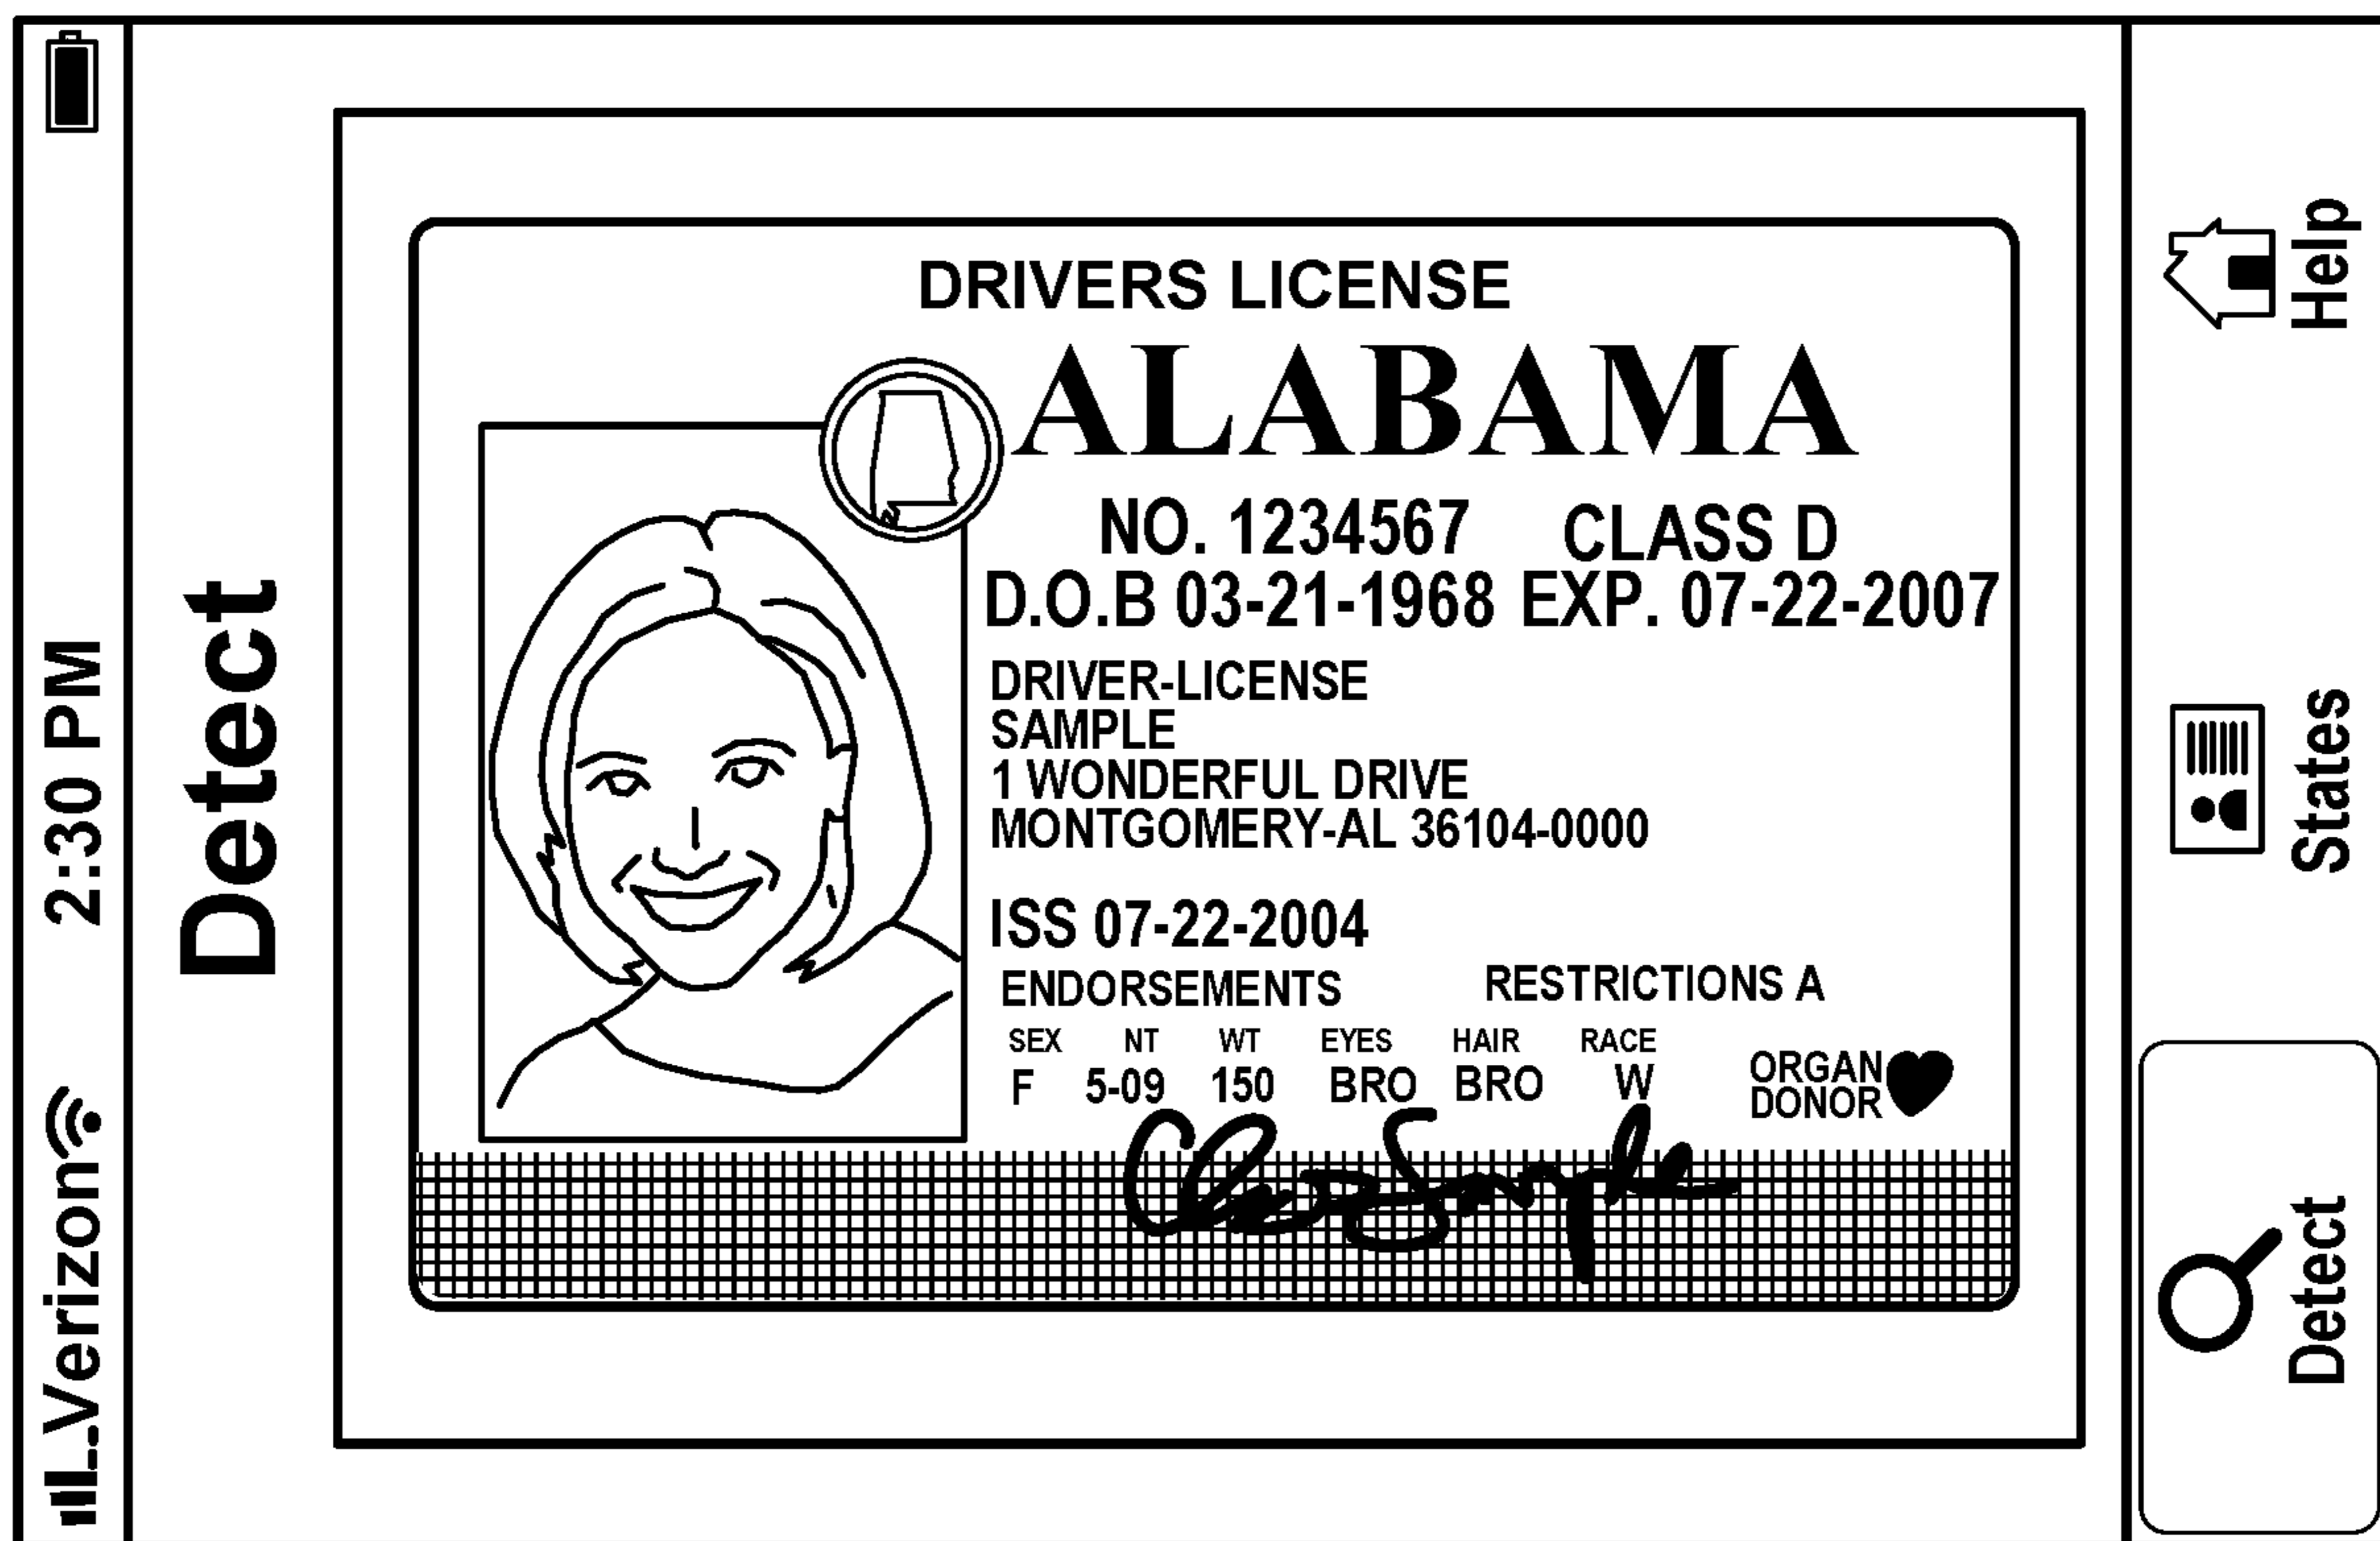 Verizon
2:30 PM
Detect
DRIVERS LICENSE
ALABAMA
NO. 1234567 CLASS D
D.O.B 03-21-1968 EXP. 07-22-2007
DRIVER-LICENSE
SAMPLE
1 WONDERFUL DRIVE
MONTGOMERY-AL 36104-0000
ISS 07-22-2004
ENDORSEMENTS RESTRICTIONS A
SEX NT WT EYES HAIR RACE
F 5-09 150 BRO BRO W
ORGAN
DONOR
Sample
Detect
States
Help